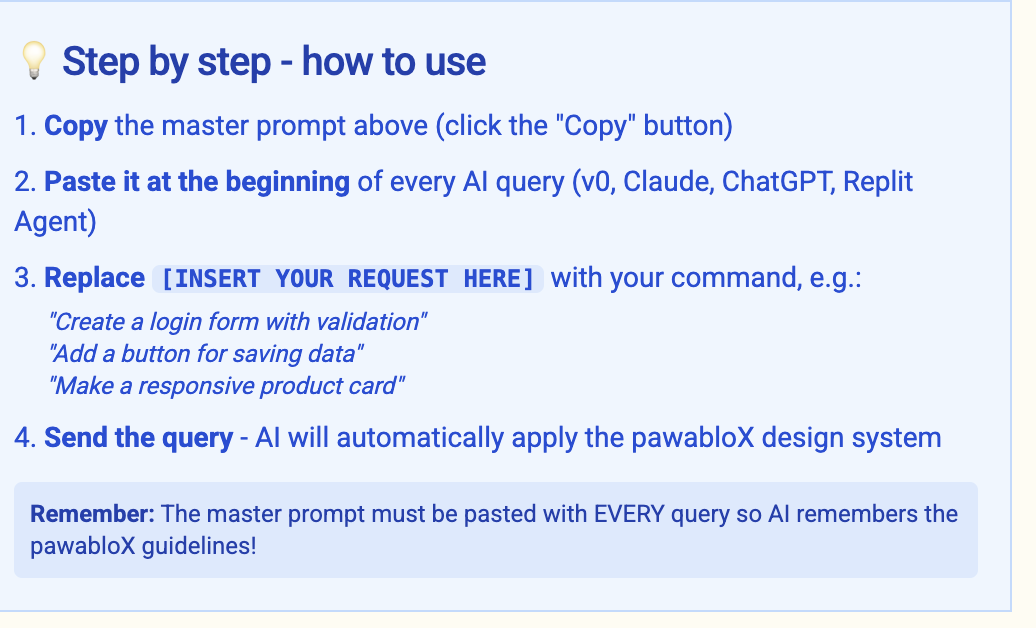 Step by step - how to use
1. Copy the master prompt above (click the "Copy" button)
2. Paste it at the beginning of every AI query (v0, Claude, ChatGPT, Replit
Agent)
3. Replace [INSERT YOUR REQUEST HERE] with your command, e.g.:
"Create a login form with validation"
"Add a button for saving data"
"Make a responsive product card"
4. Send the query - AI will automatically apply the pawabloX design system
Remember: The master prompt must be pasted with EVERY query so AI remembers the
pawabloX guidelines!